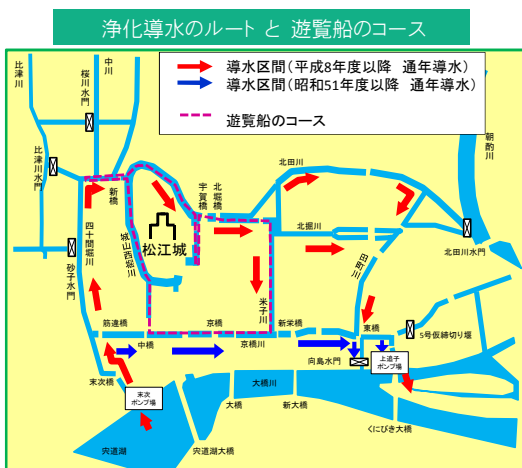 浄化導水のルート と 遊覧船のコース
導水区間（平成8年度以降　通年導水）
導水区間（昭和51年度以降　通年導水）
遊覧船のコース
比津川
桜川水門
中川
比津川水門
新橋
四十間堀川
砂子水門
城山西堀川
松江城
宇賀橋
北堀橋
北田川
朝酌川
北掘川
北田川水門
田町川
米子川
筋違橋
中橋
京橋
京橋川
新栄橋
東橋
5号仮締切り堰
向島水門
上追子
ポンプ場
末次橋
末次
ポンプ場
大橋川
大橋
新大橋
くにびき大橋
宍道湖
宍道湖大橋